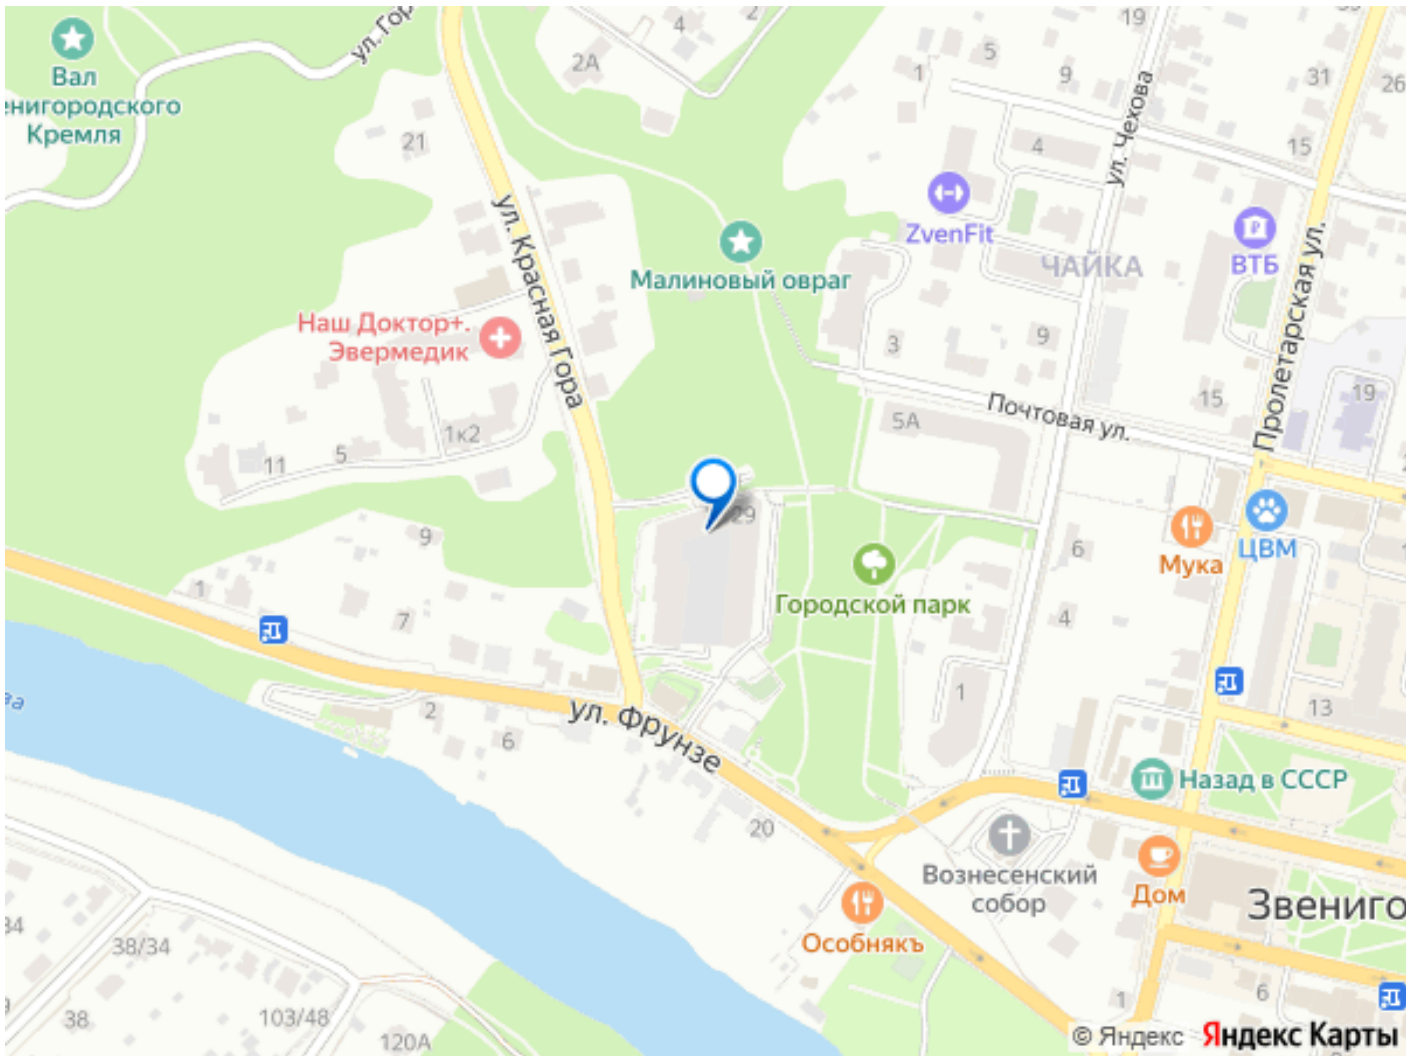 ул. Гор
4
2
19
2А
5
9
1
31
26
Вал
енигородского
Кремля
21
ул. Чехова
4
15
ул. Красная Гора
ZvenFit
ЧАЙКА
ВТБ
Пролетарская ул.
Малиновый овраг
Наш Доктор+.
Эвермедик
3
9
15
19
Почтовая ул.
5А
1к2
5
11
29
9
6
Мука
ЦВМ
Городской парк
1
7
4
1
2
6
ул. Фрунзе
13
Назад в СССР
20
Вознесенский
собор
Дом
Звениго
Особнякъ
34
38/34
38
103/48
120А
1
6
© Яндекс Яндекс Карты